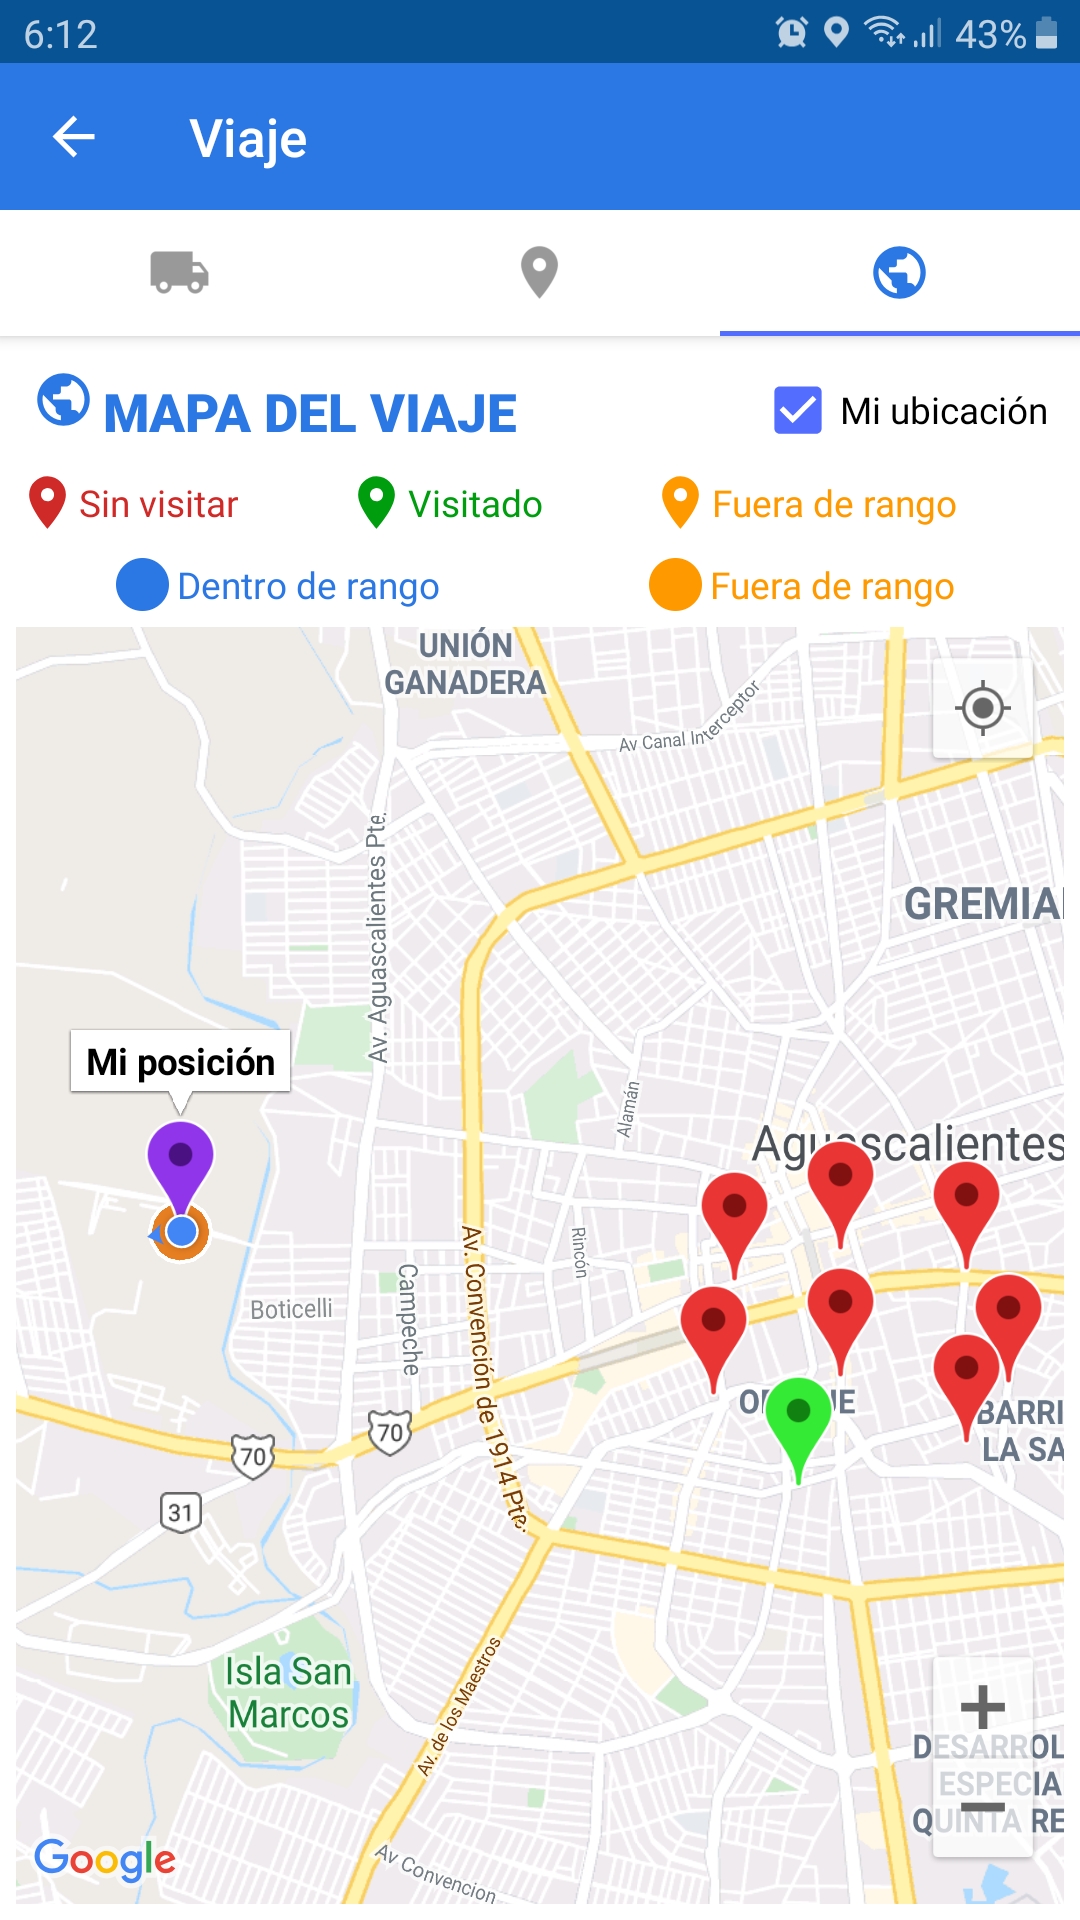 6:12
43%
Viaje
MAPA DEL VIAJE
Mi ubicación
Sin visitar
Visitado
Fuera de rango
Dentro de rango
Fuera de rango
UNIÓN
GANADERA
Av Canal Interceptor
Av. Aguascalientes Pte.
GREMIAL
Mi posición
Alamán
Aguascalientes
Rincón
Campeche
Boticelli
Av. Convención de 1914 Pte.
70
70
31
BARRI
LA SA
Isla San
Marcos
Av. de los Maestros
DESARROL
ESPECIA
QUINTA RE
Google
Av Convencion